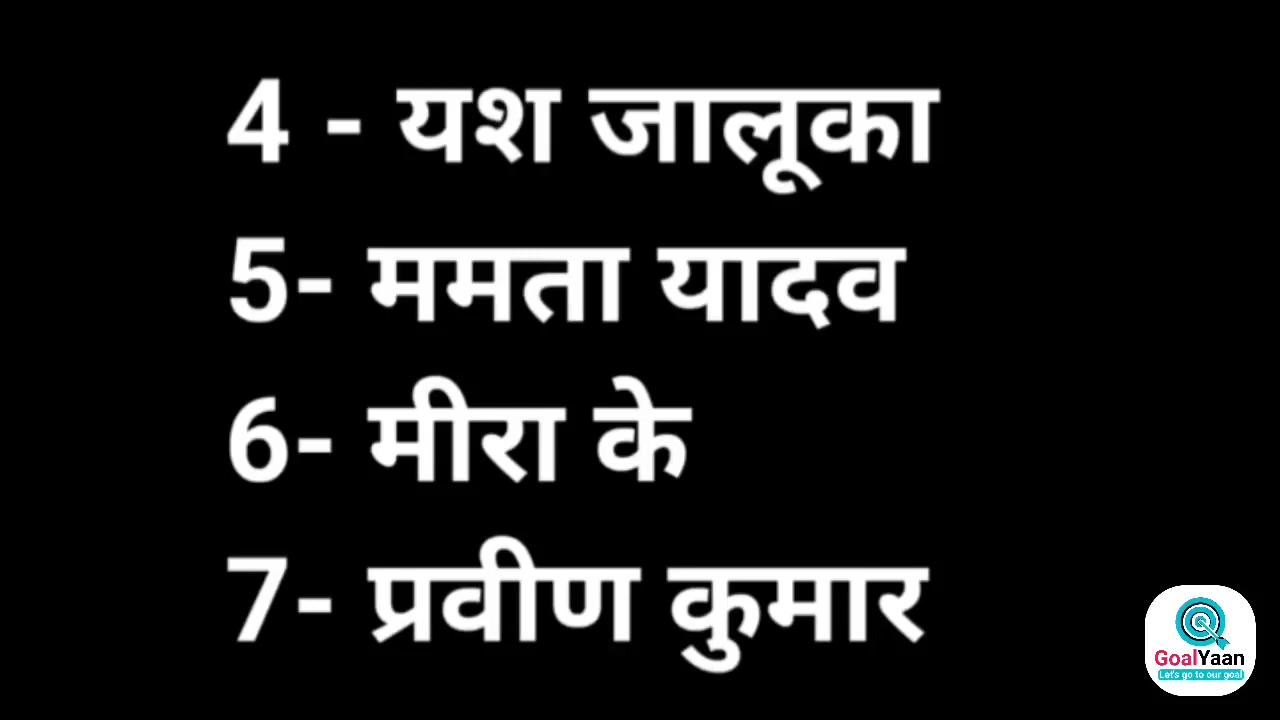 4 - यश जालूका
5- ममता यादव
6- मीरा के
7- प्रवीण कुमार
GoalYaan
Let's go to our goal